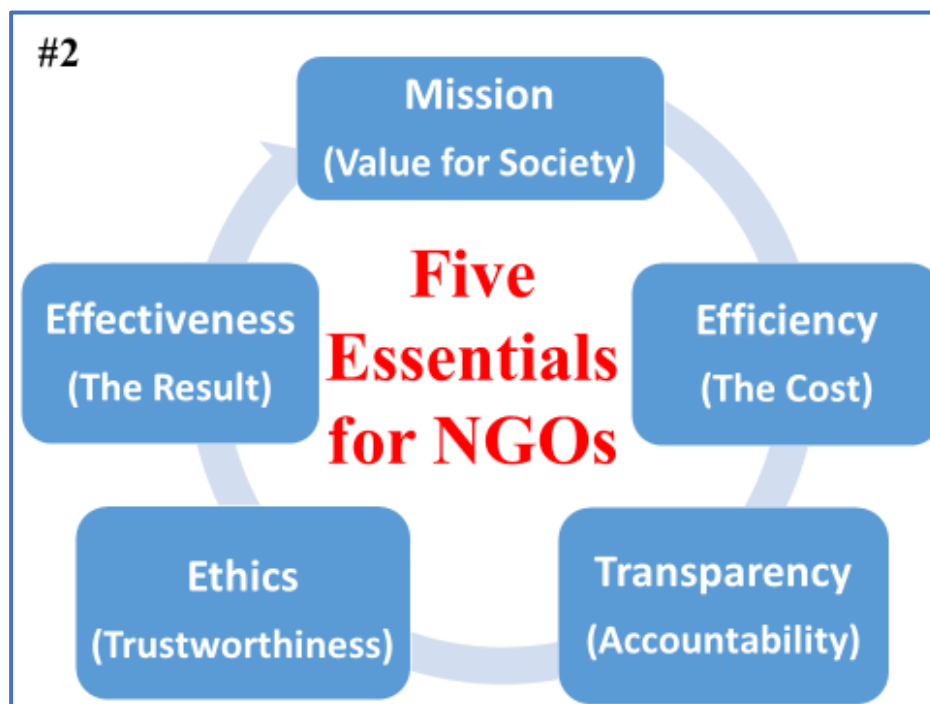 #2
Mission
(Value for Society)
Five
Essentials
for NGOs
Effectiveness
(The Result)
Efficiency
(The Cost)
Ethics
(Trustworthiness)
Transparency
(Accountability)